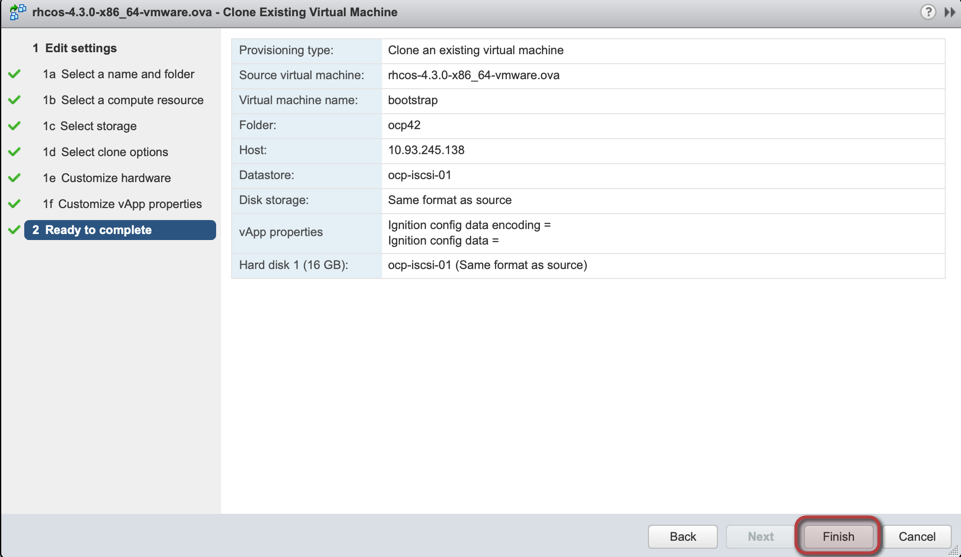 rhcos-4.3.0-x86_64-vmware.ova - Clone Existing Virtual Machine
?
1 Edit settings
1a Select a name and folder
1b Select a compute resource
1c Select storage
1d Select clone options
1e Customize hardware
1f Customize vApp properties
2 Ready to complete
Provisioning type: Clone an existing virtual machine
Source virtual machine: rhcos-4.3.0-x86_64-vmware.ova
Virtual machine name: bootstrap
Folder: ocp42
Host: 10.93.245.138
Datastore: ocp-iscsi-01
Disk storage: Same format as source
vApp properties Ignition config data encoding =
Ignition config data =
Hard disk 1 (16 GB): ocp-iscsi-01 (Same format as source)
Back Next Finish Cancel